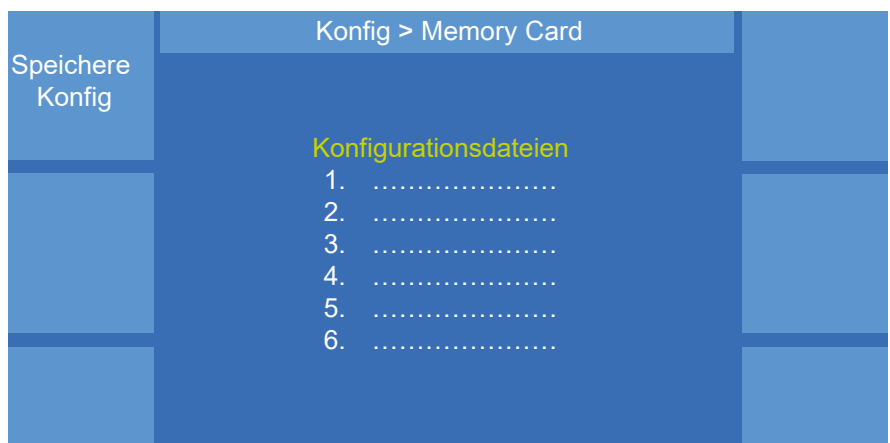 Konfig > Memory Card
Speichere
Konfig
Konfigurationsdateien
1. .....................
2. .....................
3. .....................
4. .....................
5. .....................
6. .....................